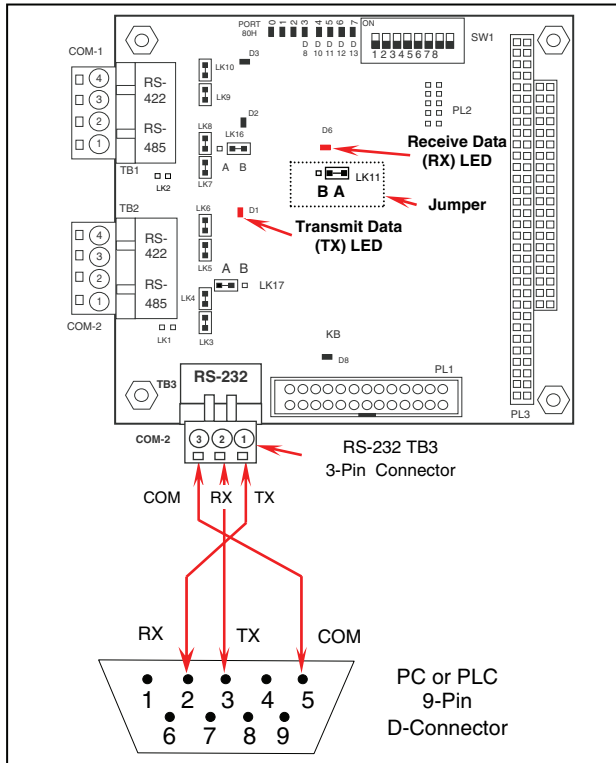 COM-1
4
3
2
1
RS-
422
RS-
485
TB1
LK2
TB2
4
3
2
1
RS-
422
RS-
485
COM-2
LK1
PORT
80H
0
1
2
3
4
5
6
7
D
8
D
10
D
11
D
12
D
13
ON
1 2 3 4 5 6 7 8
SW1
D3
LK10
LK9
D2
LK8
LK16
A B
LK7
PL2
D6
Receive Data
(RX) LED
LK11
B A
Jumper
LK6
D1
Transmit Data
(TX) LED
LK5
A B
LK17
LK4
LK3
KB
D8
PL1
PL3
TB3
RS-232
COM-2
3
2
1
RS-232 TB3
3-Pin Connector
COM RX TX
RX TX COM
1 2 3 4 5
6 7 8 9
PC or PLC
9-Pin
D-Connector